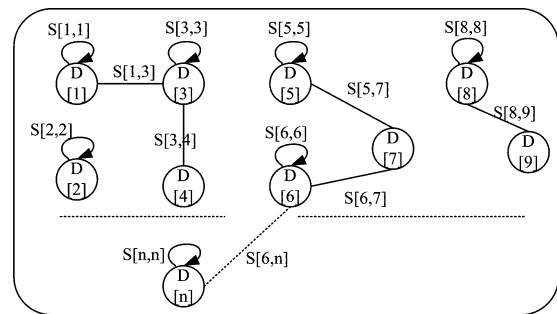 S[1,1]
S[3,3]
S[5,5]
S[8,8]
D
[1]
S[1,3]
D
[3]
D
[5]
S[5,7]
D
[8]
S[8,9]
S[2,2]
D
[2]
S[3,4]
D
[4]
S[6,6]
D
[6]
D
[7]
D
[9]
S[6,7]
S[n,n]
D
[n]
S[6,n]